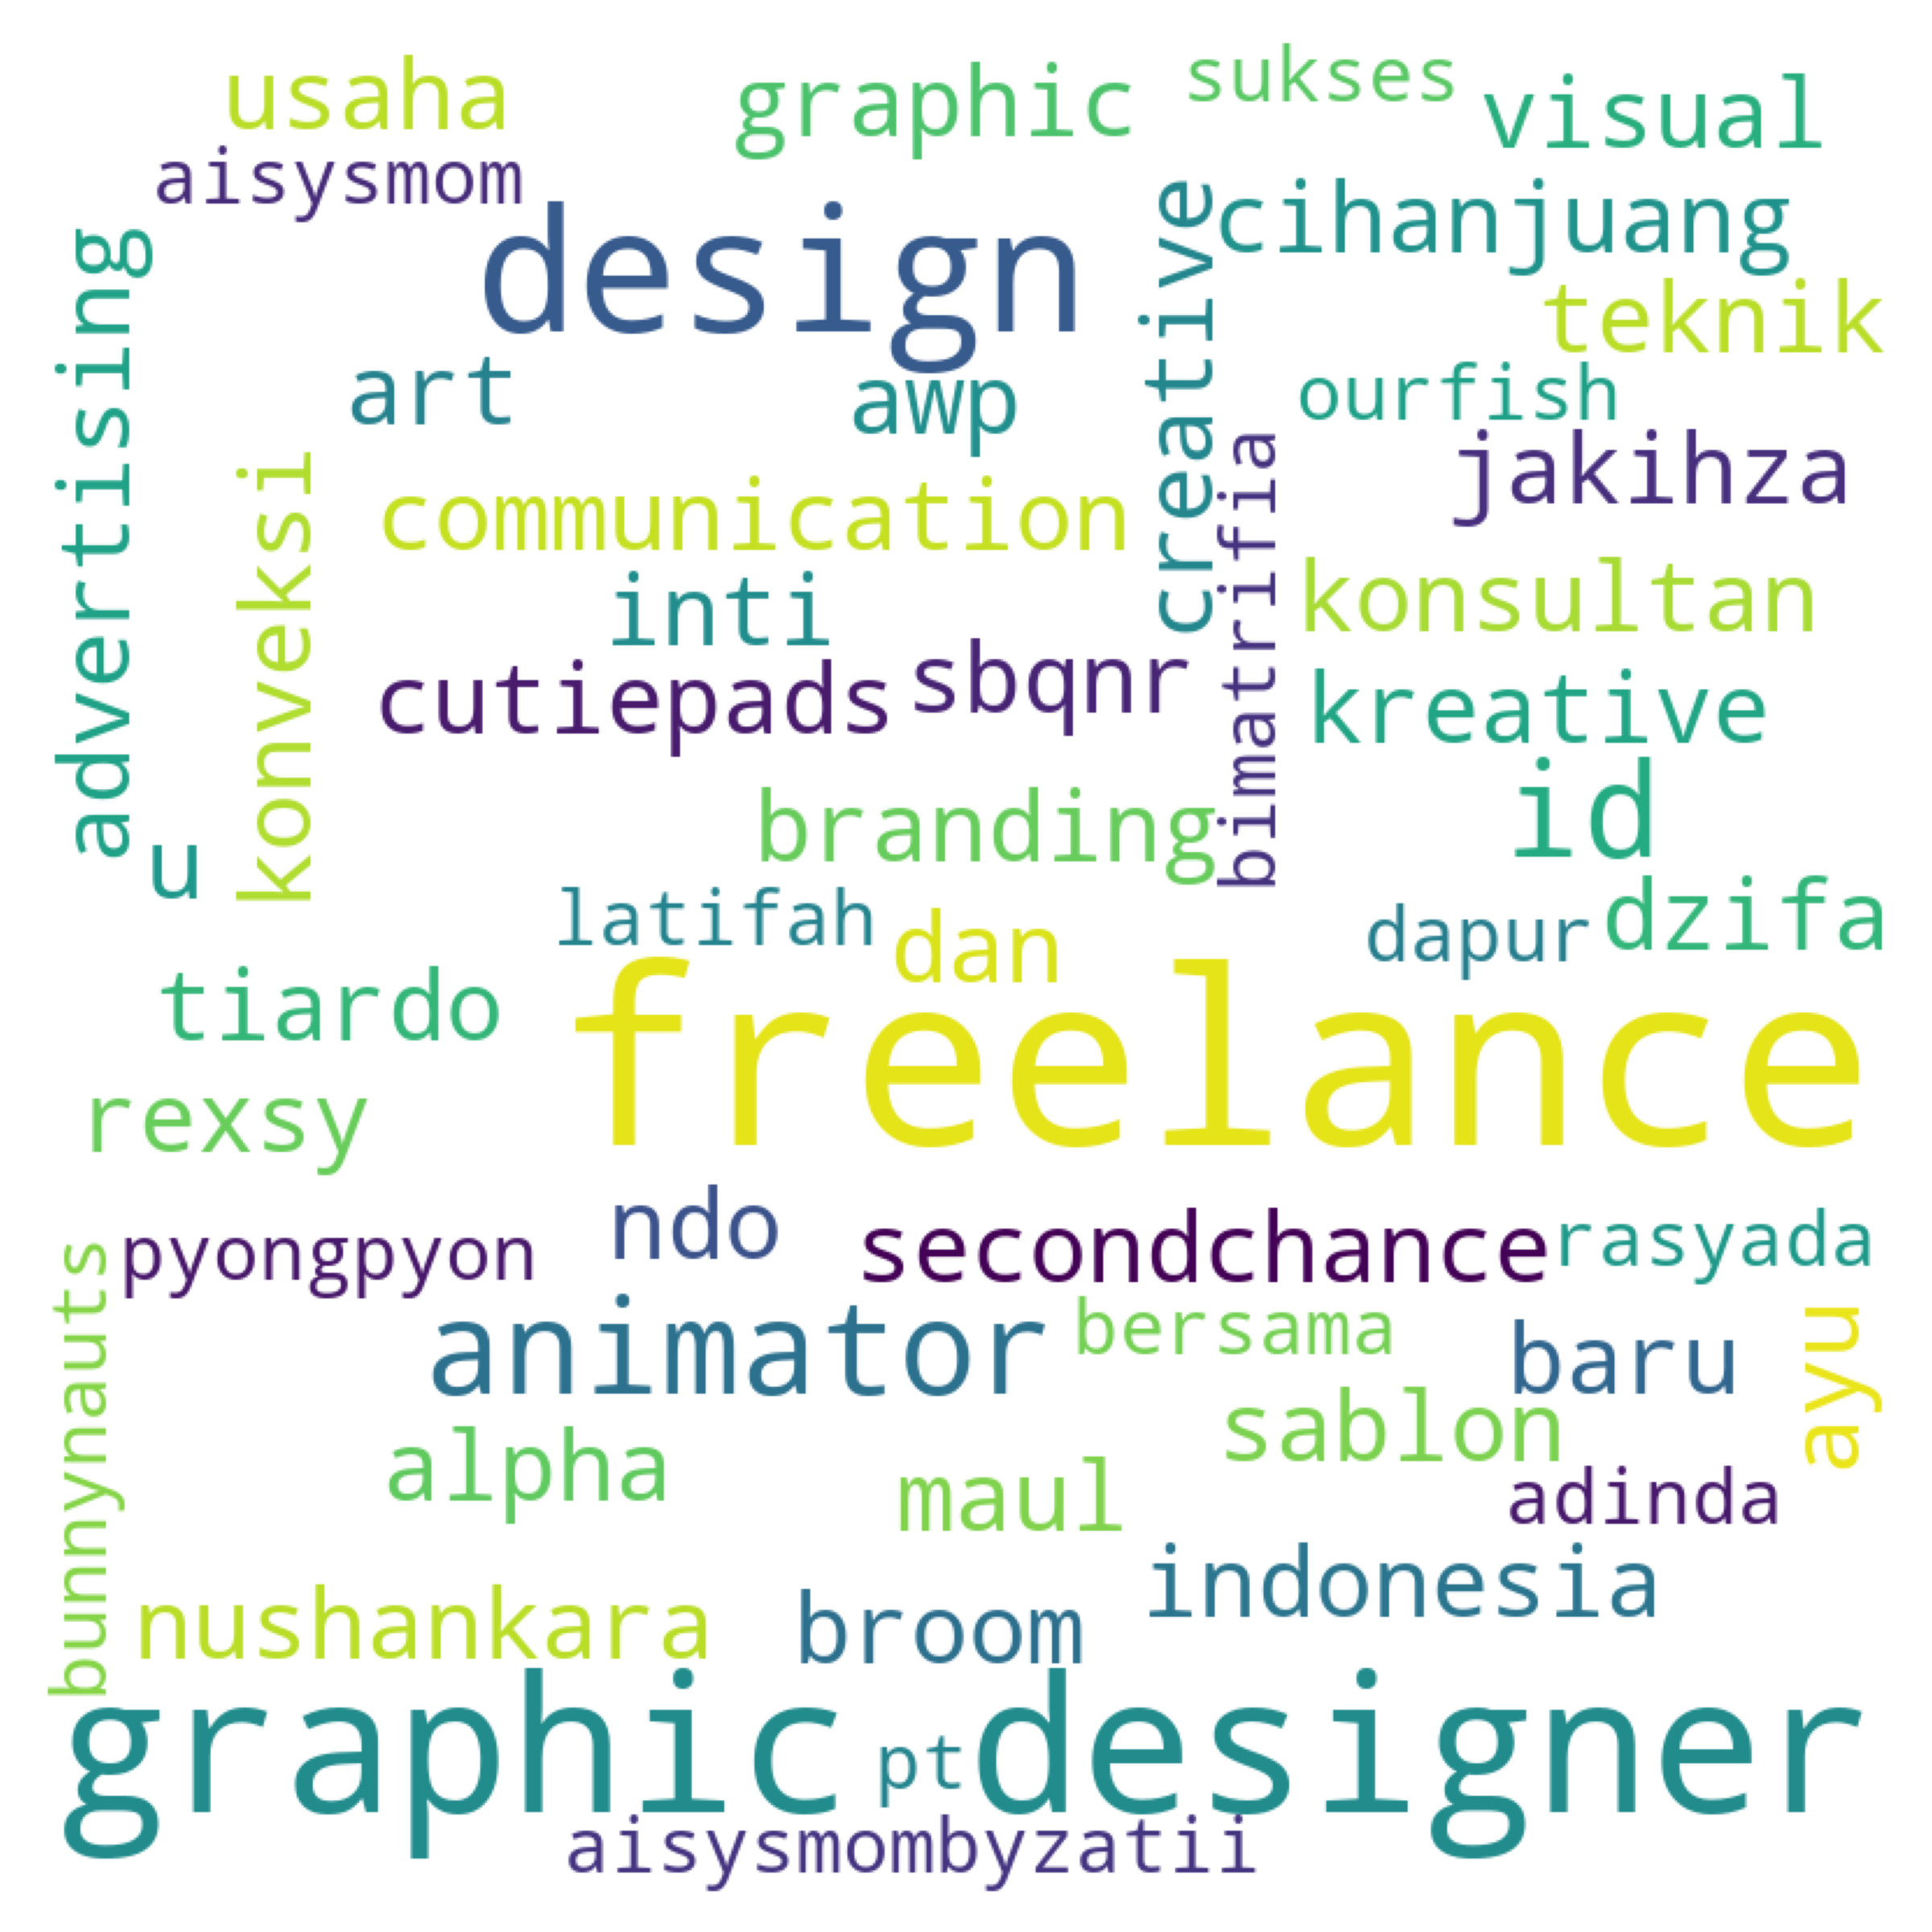 usaha
graphic
sukses
visual
aisysmom
design
creative
cihanjuang
advertising
teknik
art
awp
ourfish
konveksi
communication
bimatrifia
jakihza
inti
konsultan
cutiepads
sbqnr
kreative
branding
id
u
latifah
dan
dapur
dzifa
tiardo
freelance
rexsy
pyongpyon
ndo
secondchance
rasyada
bunnynauts
animator
bersama
baru
ayu
alpha
maul
sablon
adinda
nushankara
broom
indonesia
graphic designer
pt
aisysmombyzatii